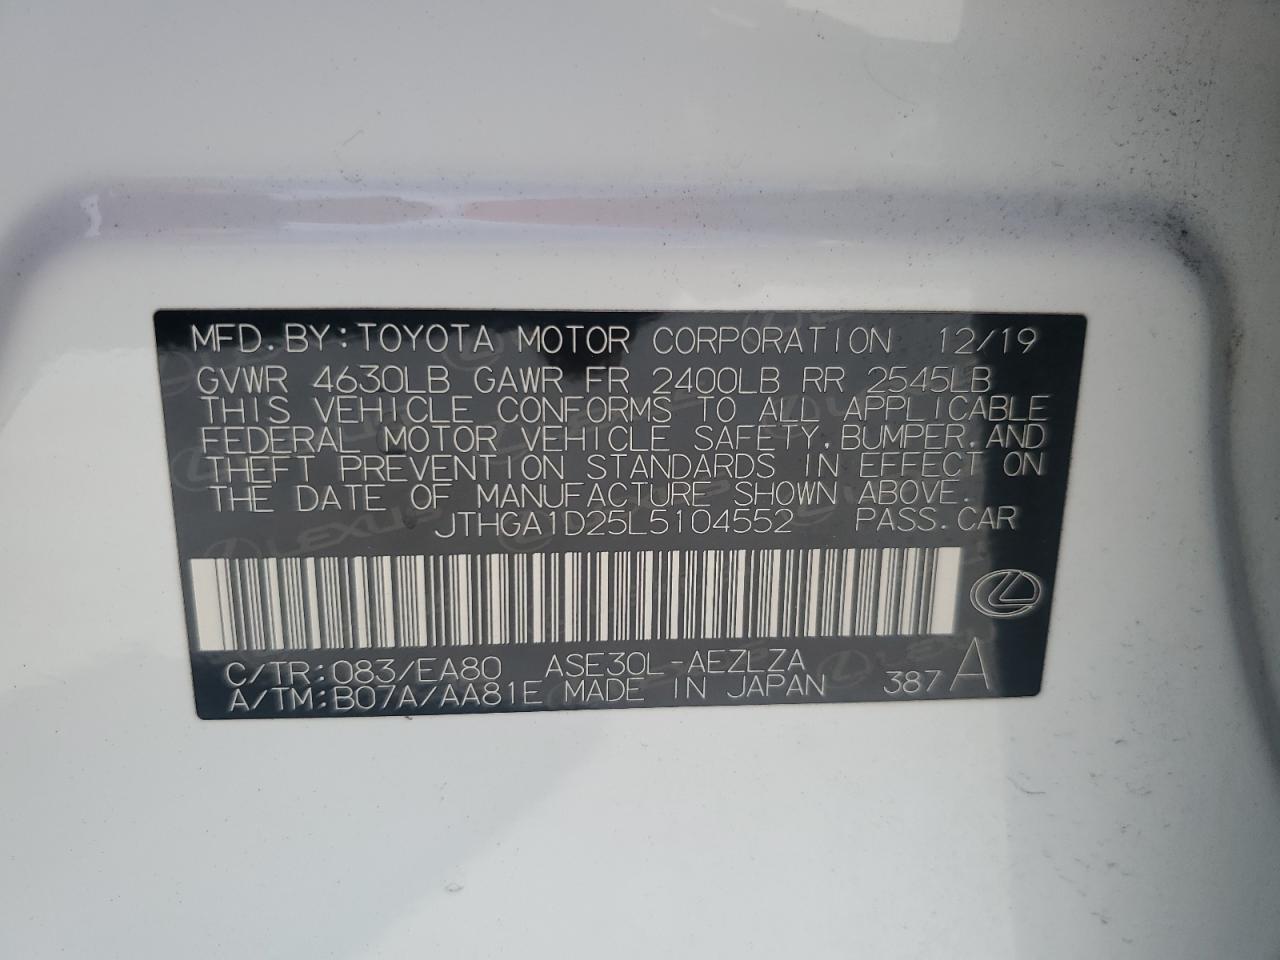 MFD.BY:TOYOTA MOTOR CORPORATION 12/19
GVWR 4630LB GAWR FR 2400LB RR 2545LB
THIS VEHICLE CONFORMS TO ALL APPLICABLE
FEDERAL MOTOR VEHICLE SAFETY,BUMPER,AND
THEFT PREVENTION STANDARDS IN EFFECT ON
THE DATE OF MANUFACTURE SHOWN ABOVE.
JTHGA1D25L5104552 PASS.CAR
C/TR:083/EA80 ASE30L-AEZLZA 387A
A/TM:B07A/AA81E MADE IN JAPAN